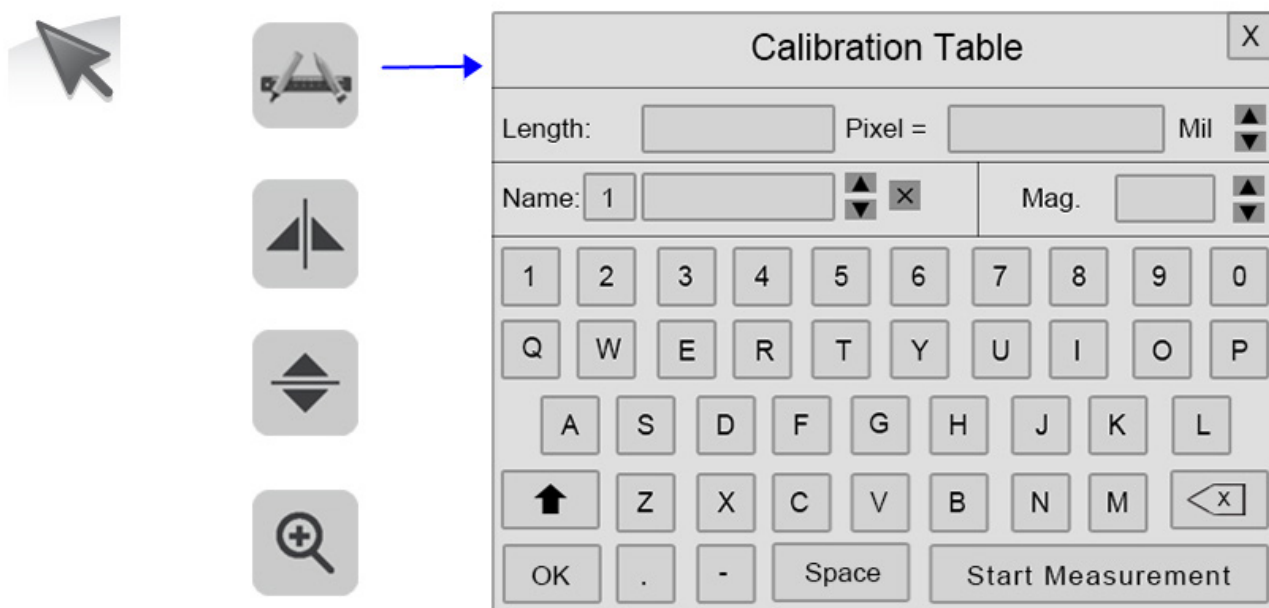 Calibration Table X
Length: Pixel = Mil
Name: 1 X Mag.
1 2 3 4 5 6 7 8 9 0
Q W E R T Y U I O P
A S D F G H J K L
Z X C V B N M X
OK . - Space Start Measurement